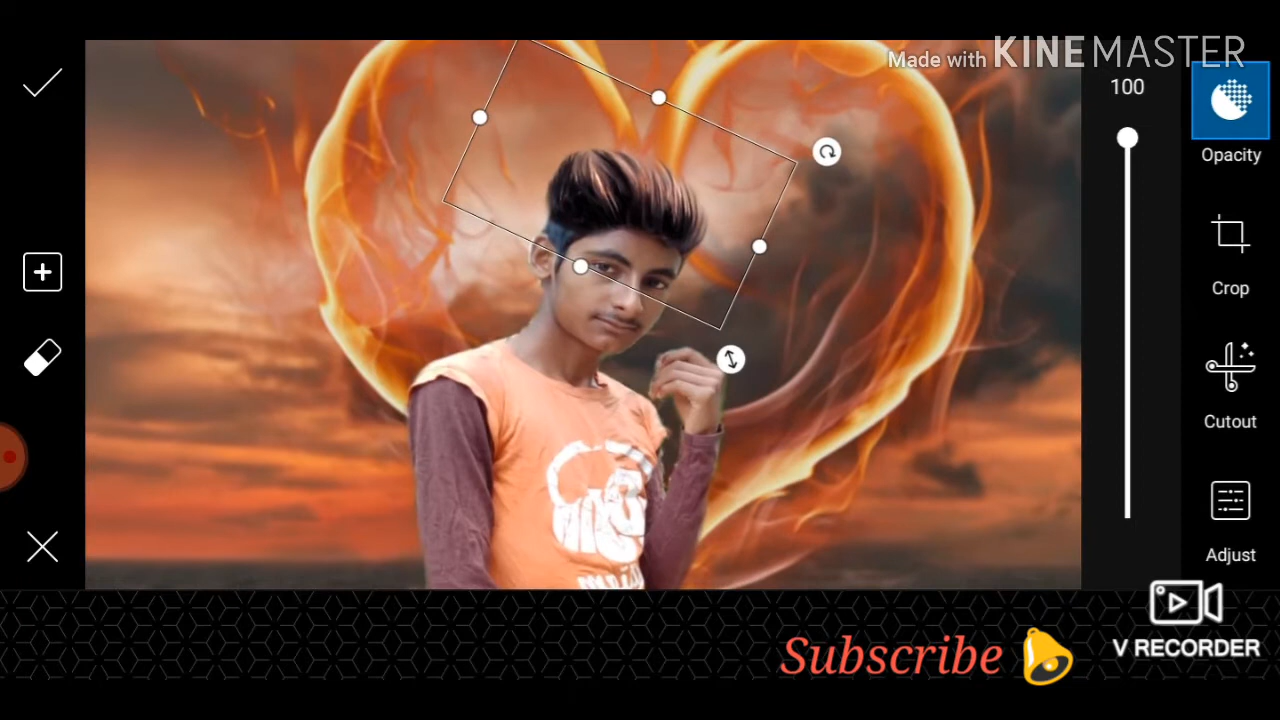 Made with KINEMASTER
100
Opacity
Crop
Cutout
Adjust
Subscribe
V RECORDER